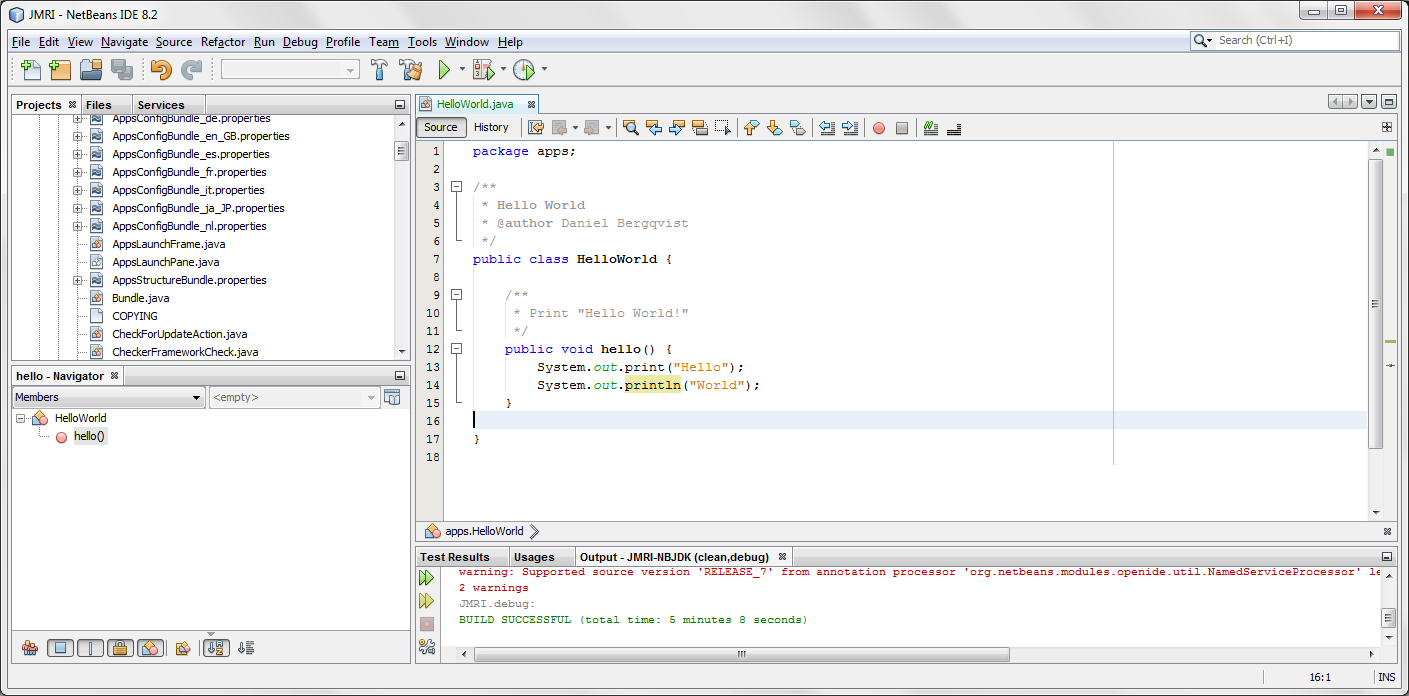 JMRI - NetBeans IDE 8.2
File Edit View Navigate Source Refactor Run Debug Profile Team Tools Window Help
Search (Ctrl+I)
Projects Files Services
AppsConfigBundle_de.properties
AppsConfigBundle_en_GB.properties
AppsConfigBundle_es.properties
AppsConfigBundle_fr.properties
AppsConfigBundle_it.properties
AppsConfigBundle_ja_JP.properties
AppsConfigBundle_nl.properties
AppsLaunchFrame.java
AppsLaunchPane.java
AppsStructureBundle.properties
Bundle.java
COPYING
CheckForUpdateAction.java
CheckerFrameworkCheck.java
hello - Navigator
Members <empty>
HelloWorld
hello()
HelloWorld.java
Source History
1 package apps;
2
3 /**
4 * Hello World
5 * @author Daniel Bergqvist
6 */
7 public class HelloWorld {
8
9 /**
10 * Print "Hello World!"
11 */
12 public void hello() {
13 System.out.print("Hello");
14 System.out.println("World");
15 }
16
17 }
18
apps.HelloWorld
Test Results Usages Output - JMRI-NBJDK (clean,debug)
warning: Supported source version 'RELEASE_7' from annotation processor 'org.netbeans.modules.openide.util.NamedServiceProcessor' le
2 warnings
JMRI.debug:
BUILD SUCCESSFUL (total time: 5 minutes 8 seconds)
16:1 INS